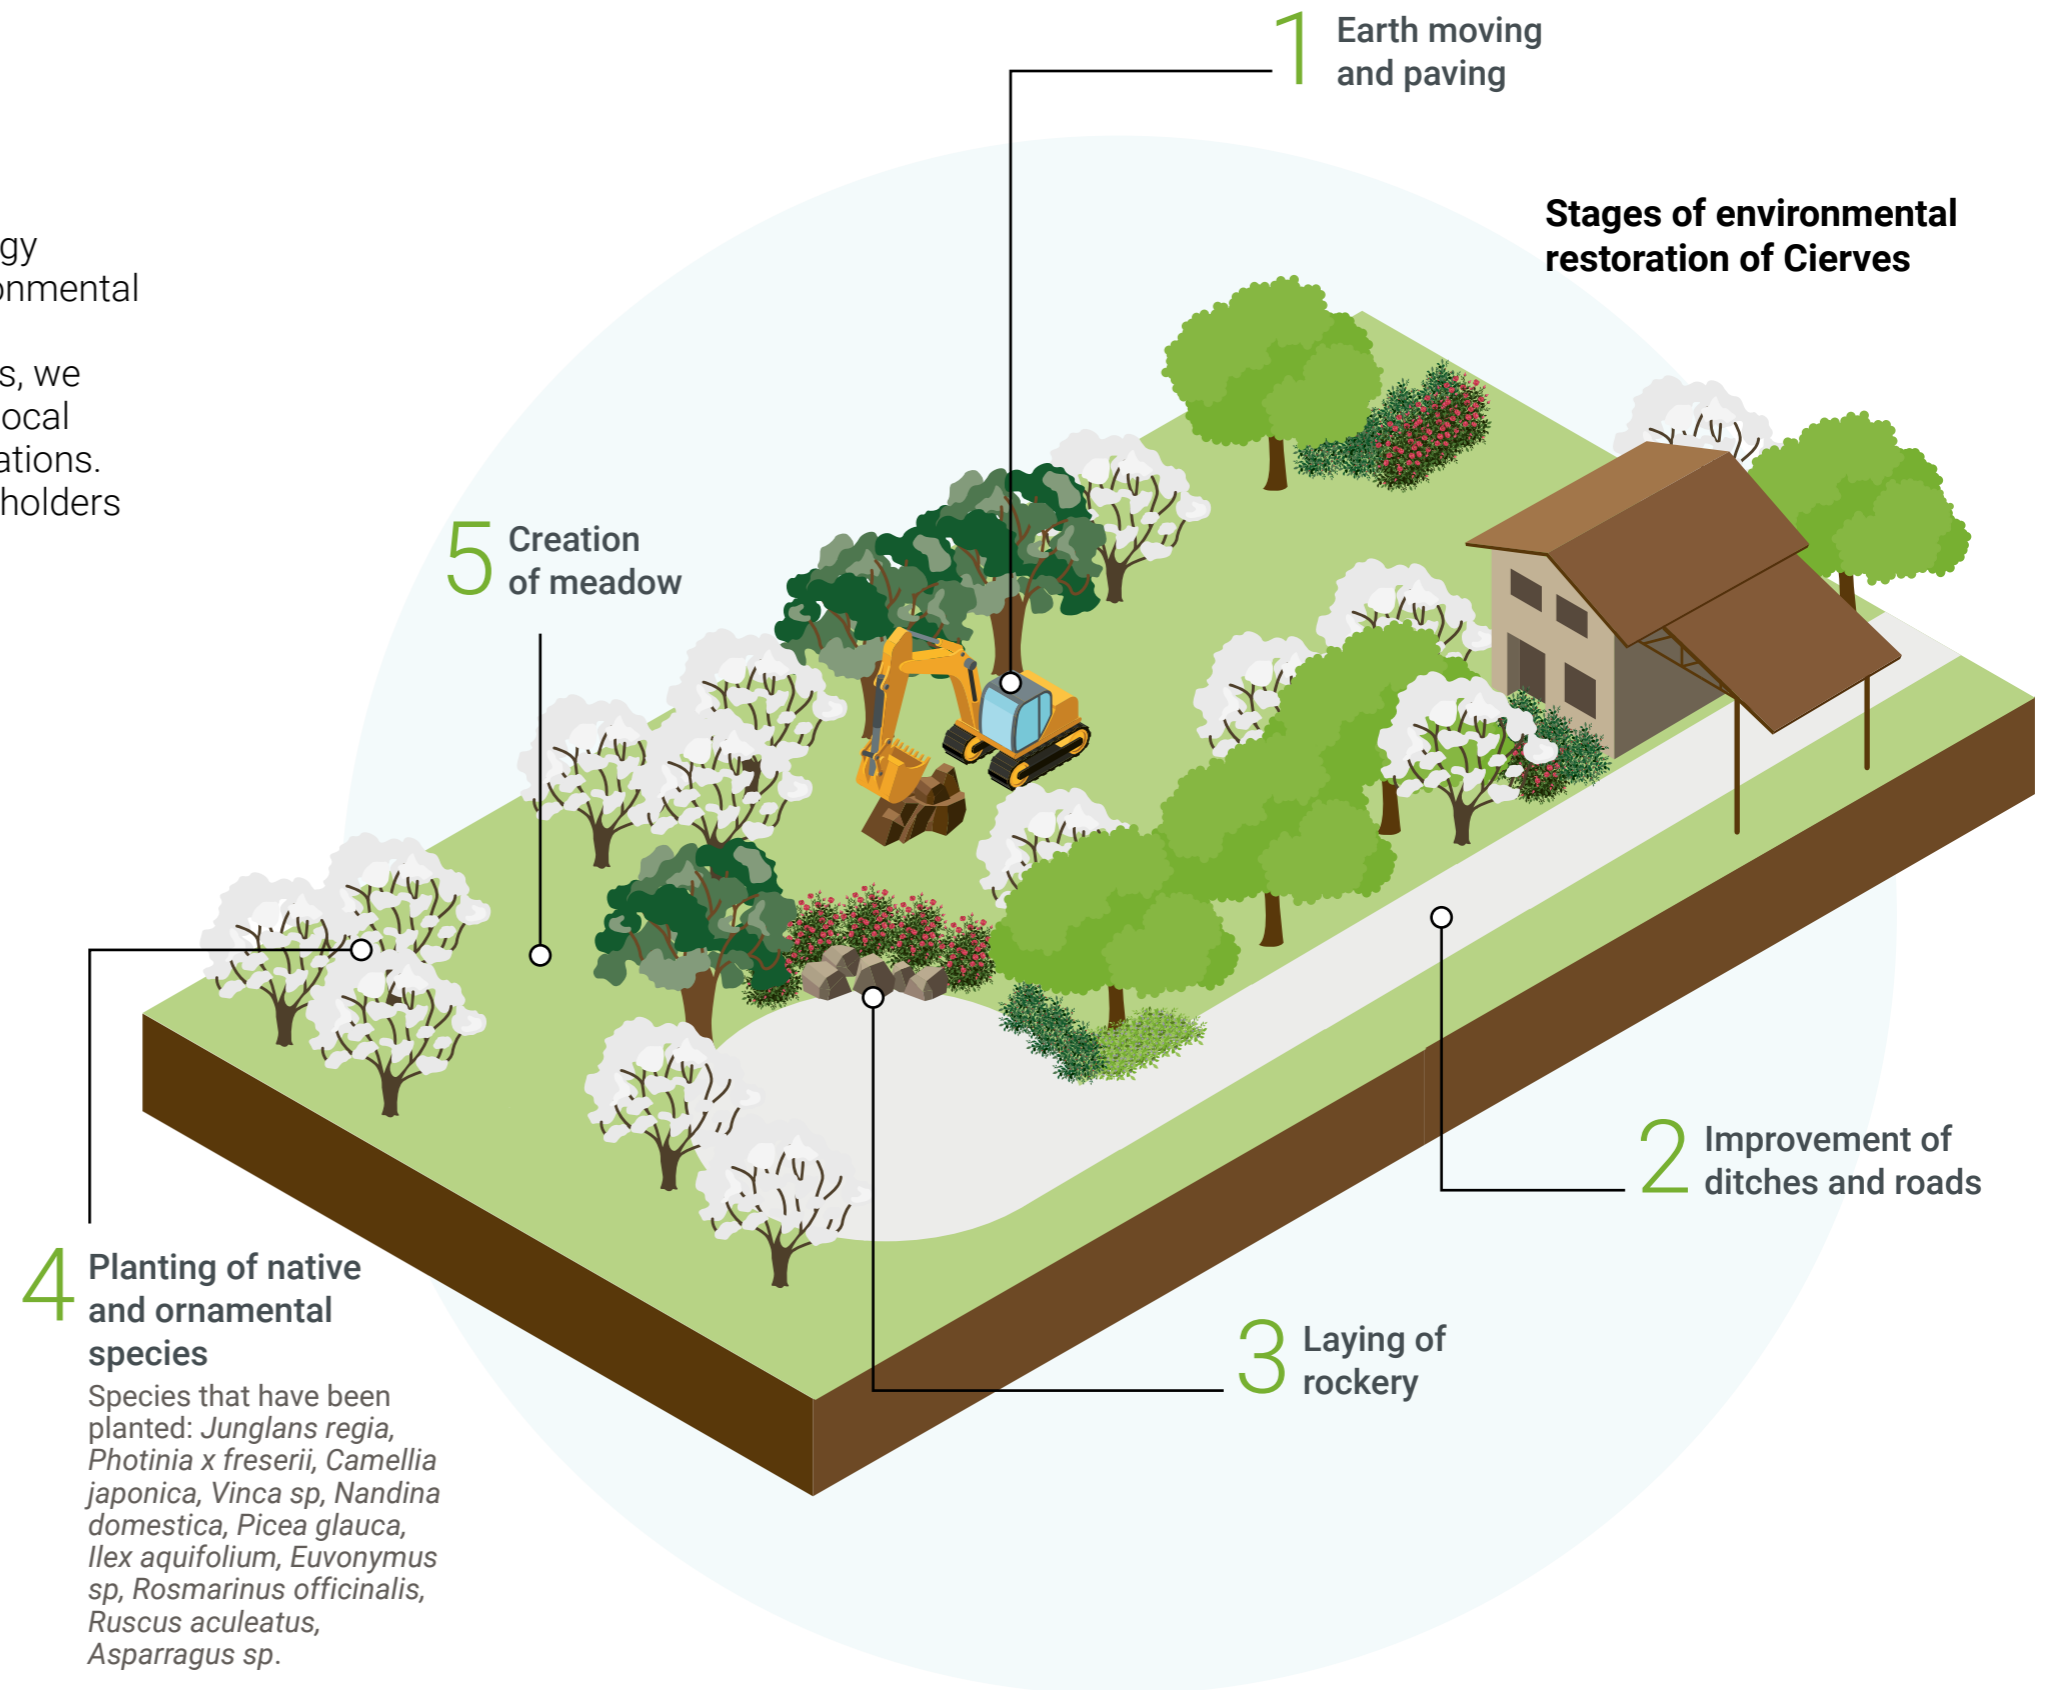 1 Earth moving
and paving
Stages of environmental
restoration of Cierves
onmental
s, we
holders
5 Creation
of meadow
2 Improvement of
ditches and roads
3 Laying of
rockery
4 Planting of native
and ornamental
species
Species that have been
planted: Junglans regia,
Photinia x freserii, Camellia
japonica, Vinca sp, Nandina
domestica, Picea glauca,
Ilex aquifolium, Euvonymus
sp, Rosmarinus officinalis,
Ruscus aculeatus,
Asparragus sp.